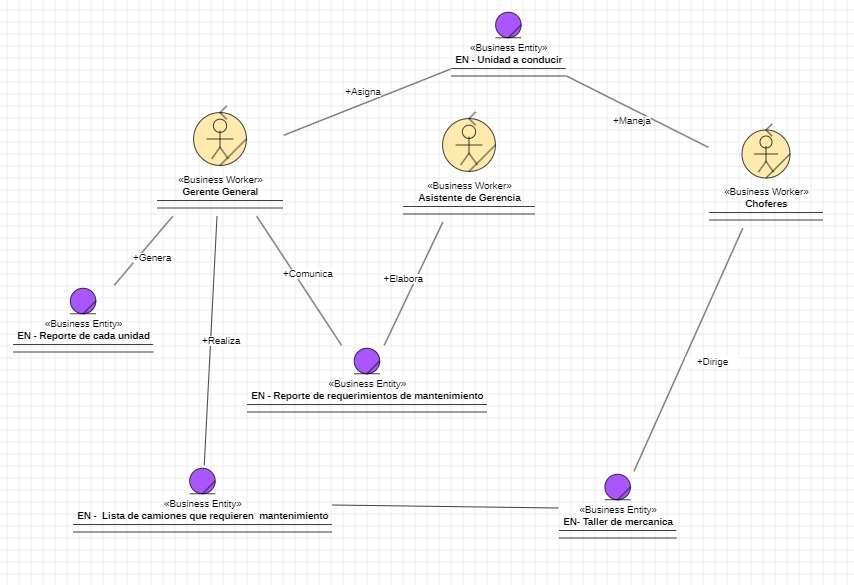 «Business Entity»
EN - Unidad a conducir
+Asigna
+Maneja
«Business Worker»
Gerente General
«Business Worker»
Asistente de Gerencia
«Business Worker»
Choferes
+Genera
+Comunica
+Elabora
«Business Entity»
EN - Reporte de cada unidad
+Realiza
+Dirige
«Business Entity»
EN - Reporte de requerimientos de mantenimiento
«Business Entity»
EN -  Lista de camiones que requieren  mantenimiento
«Business Entity»
EN- Taller de mercanica